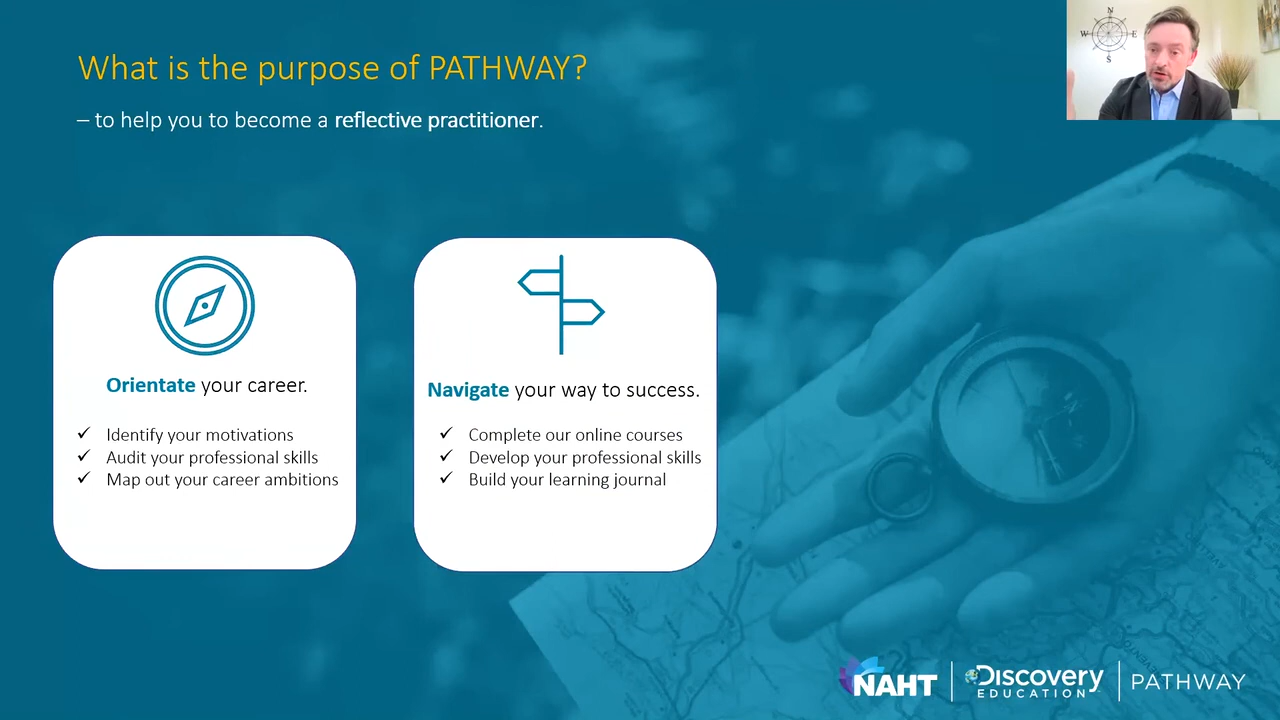 What is the purpose of PATHWAY?
– to help you to become a reflective practitioner.
N
W E
S
Orientate your career.
✓ Identify your motivations
✓ Audit your professional skills
✓ Map out your career ambitions
Navigate your way to success.
✓ Complete our online courses
✓ Develop your professional skills
✓ Build your learning journal
NAHT
Discovery
EDUCATION
PATHWAY